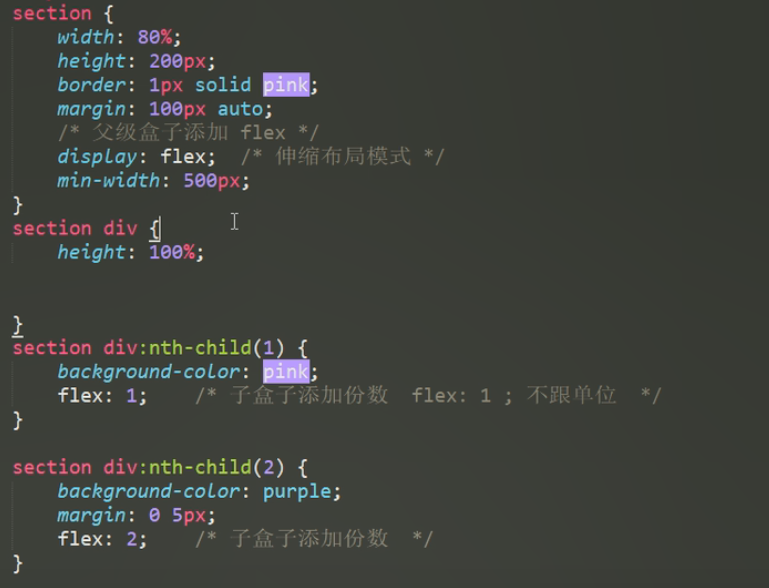 section {
width: 80%;
height: 200px;
border: 1px solid pink;
margin: 100px auto;
/* 父级盒子添加 flex */
display: flex; /* 伸缩布局模式 */
min-width: 500px;
}
section div {
height: 100%;
}
section div:nth-child(1) {
background-color: pink;
flex: 1; /* 子盒子添加份数 flex: 1 ; 不跟单位 */
}
section div:nth-child(2) {
background-color: purple;
margin: 0 5px;
flex: 2; /* 子盒子添加份数 */
}